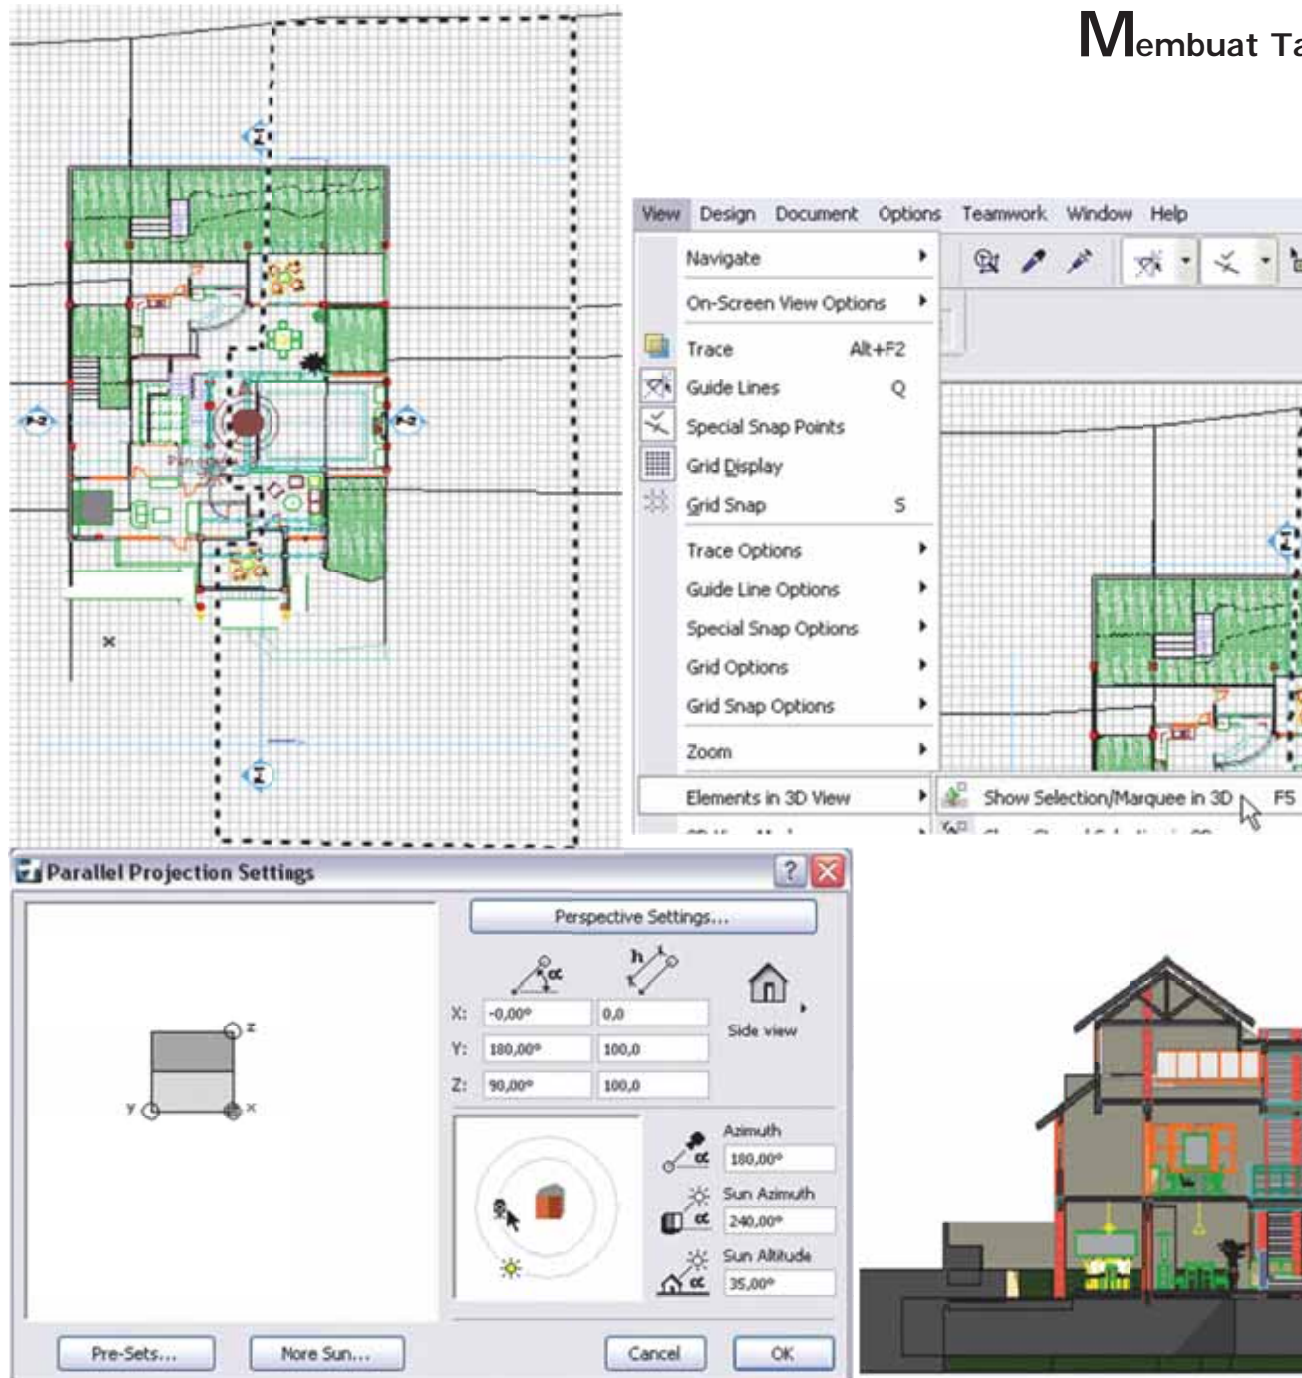 Membuat Ta
View Design Document Options Teamwork Window Help
Navigate
On-Screen View Options
Trace Alt+F2
Guide Lines Q
Special Snap Points
Grid Display
Grid Snap S
Trace Options
Guide Line Options
Special Snap Options
Grid Options
Grid Snap Options
Zoom
Elements in 3D View
Show Selection/Marquee in 3D F5
Parallel Projection Settings
Perspective Settings...
α h
X: -0,00° 0,0
Y: 180,00° 100,0
Z: 90,00° 100,0
Side view
z
y x
Azimuth
α 180,00°
Sun Azimuth
α 240,00°
Sun Altitude
α 35,00°
Pre-Sets... More Sun... Cancel OK